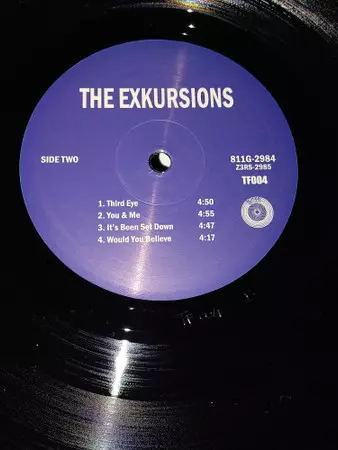 THE EXKURSIONS
SIDE TWO
811G-2984
Z3RS-2985
TF004
1. Third Eye 4:50
2. You & Me 4:55
3. It's Been Set Down 4:47
4. Would You Believe 4:17